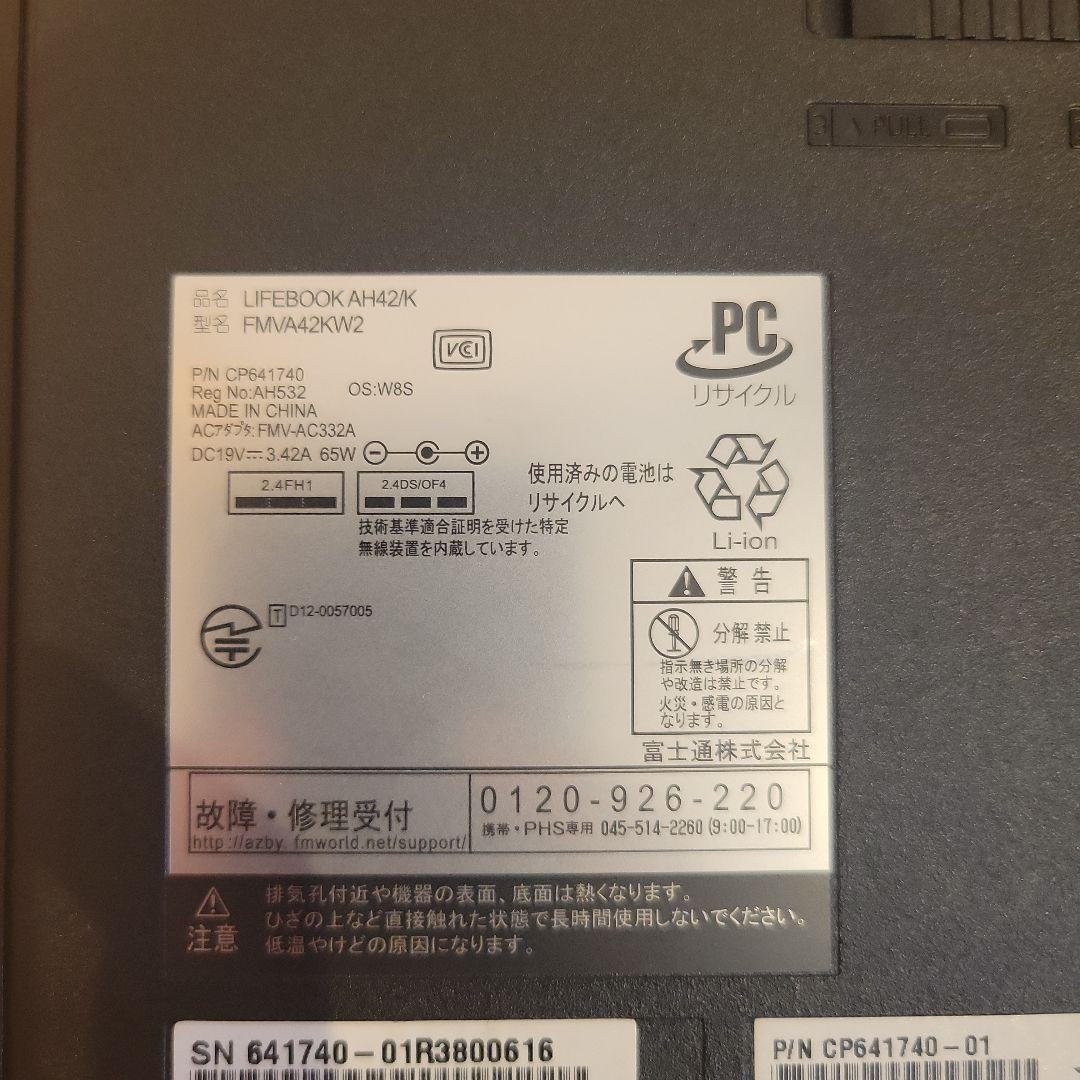 3 PULL
品名 LIFEBOOK AH42/K
型名 FMVA42KW2
VCCI
PC
リサイクル
P/N CP641740
Reg No:AH532 OS:W8S
MADE IN CHINA
ACアダプタ: FMV-AC332A
DC19V⎓3.42A 65W
2.4FH1 2.4DS/OF4
技術基準適合証明を受けた特定
無線装置を内蔵しています。
使用済みの電池は
リサイクルへ
Li-ion
T D12-0057005
警告
分解禁止
指示無き場所の分解
や改造は禁止です。
火災・感電の原因と
なります。
富士通株式会社
故障・修理受付
http://azby.fmworld.net/support/
0120-926-220
携帯・PHS専用 045-514-2260 (9:00-17:00)
注意
排気孔付近や機器の表面、底面は熱くなります。
ひざの上など直接触れた状態で長時間使用しないでください。
低温やけどの原因になります。
SN 641740-01R3800616
P/N CP641740-01